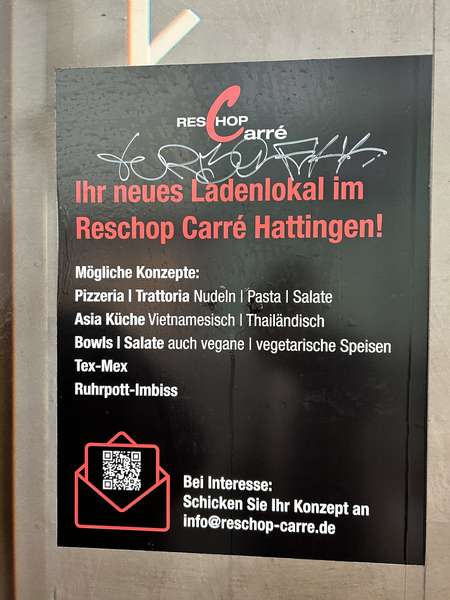 RESCHOP
Carré
Ihr neues Ladenlokal im
Reschop Carré Hattingen!
Mögliche Konzepte:
Pizzeria | Trattoria Nudeln | Pasta | Salate
Asia Küche Vietnamesisch | Thailändisch
Bowls | Salate auch vegane | vegetarische Speisen
Tex-Mex
Ruhrpott-Imbiss
Bei Interesse:
Schicken Sie Ihr Konzept an
info@reschop-carre.de